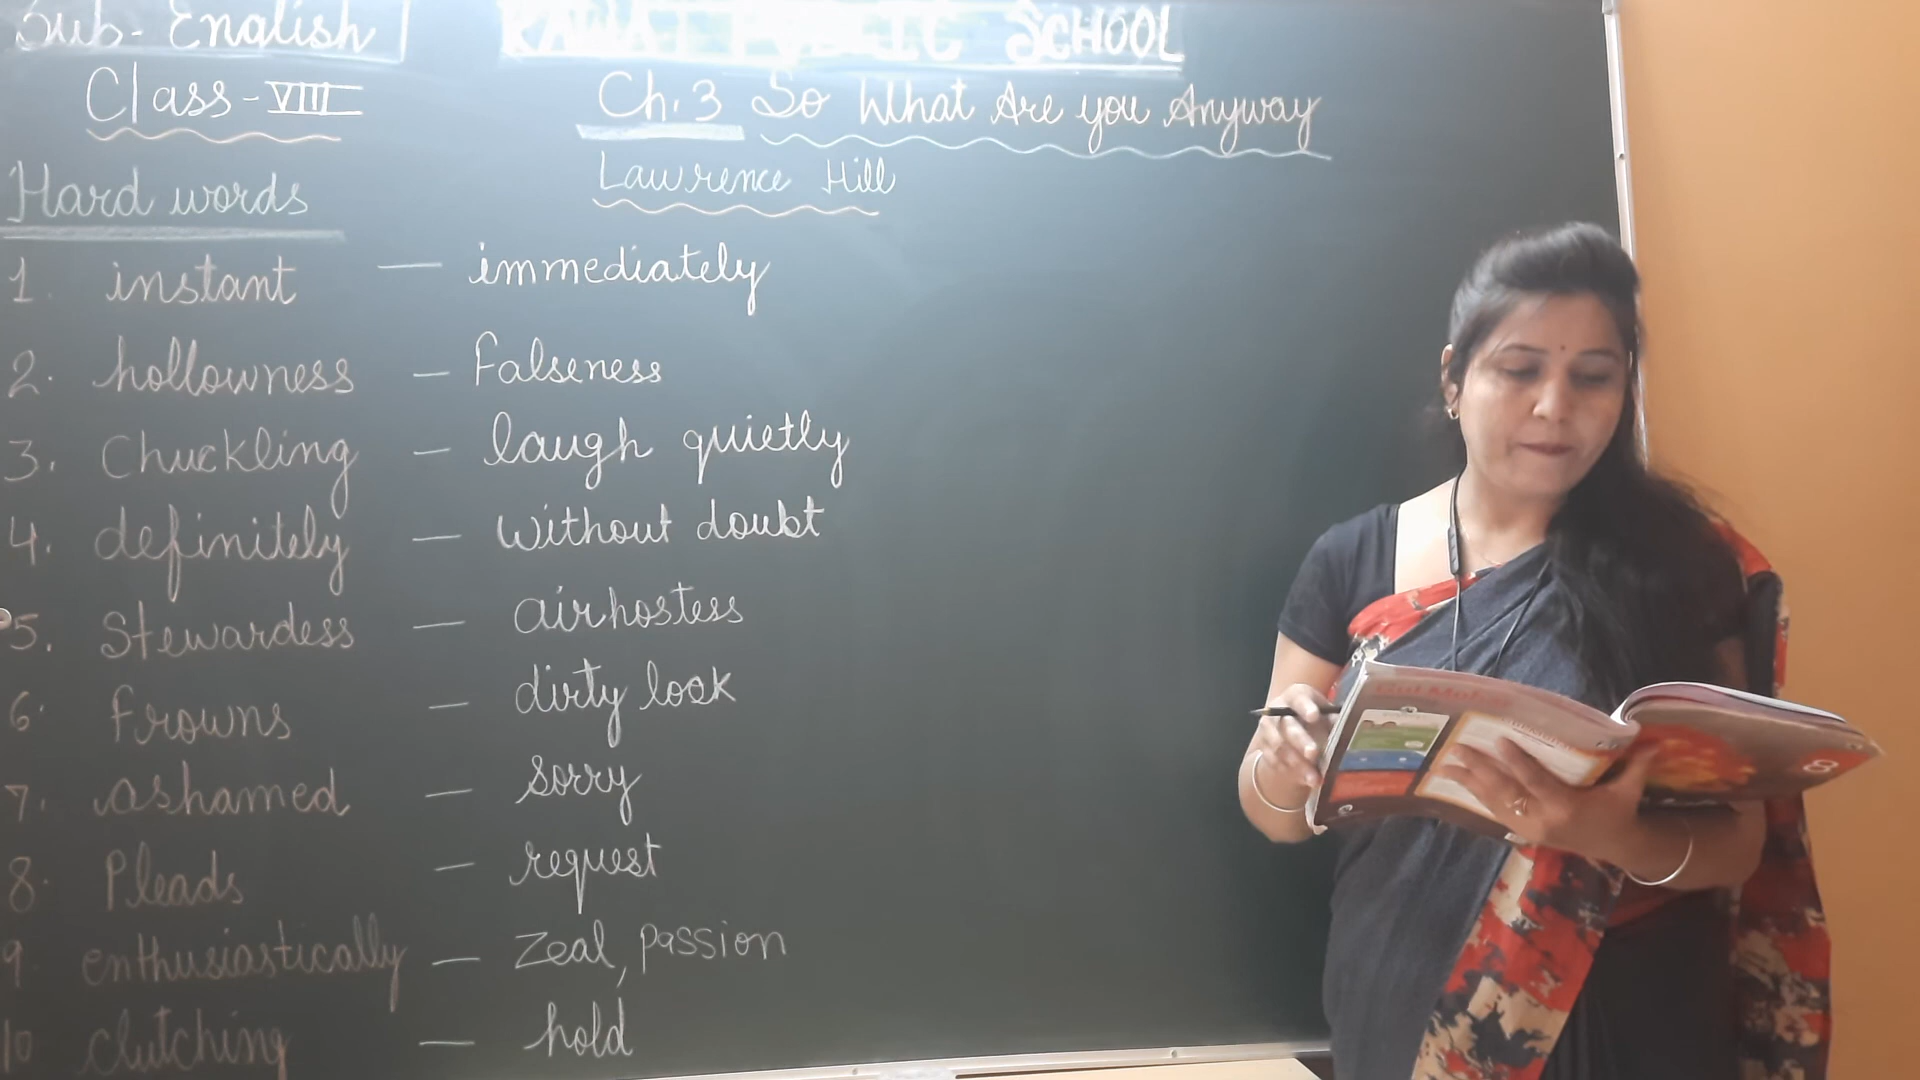 Sub- English
PUBLIC SCHOOL
Class - VIII
Ch. 3 So What Are you Anyway
Lawrence Hill
Hard words
1. instant — immediately
2. hollowness — Falseness
3. Chuckling — laugh quietly
4. definitely — without doubt
5. Stewardess — airhostess
6. Frowns — dirty look
7. ashamed — sorry
8. Pleads — request
9. enthusiastically — Zeal, passion
10 clutching — hold
8